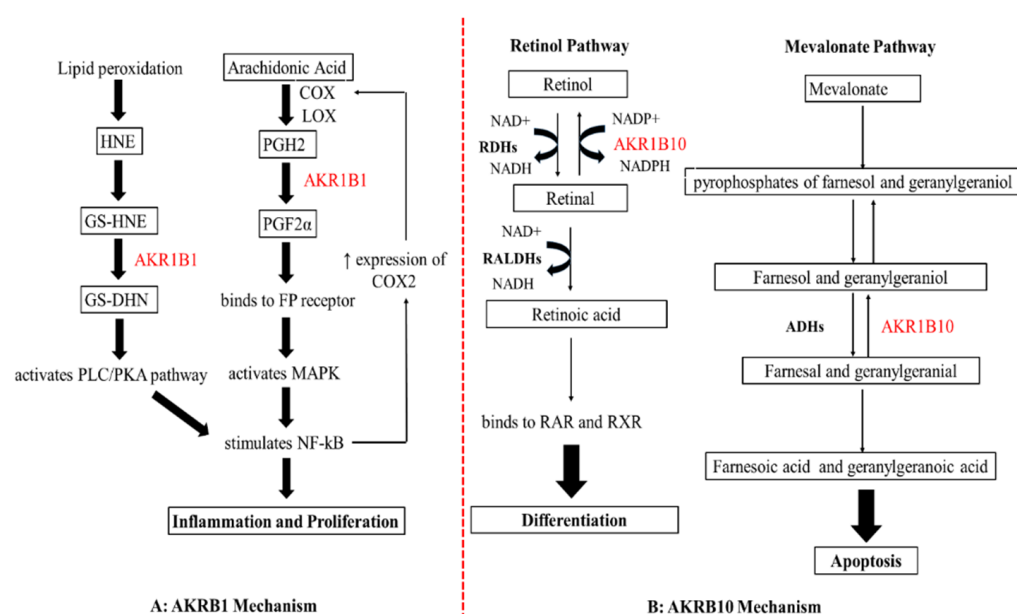 Lipid peroxidation
HNE
GS-HNE
AKR1B1
GS-DHN
activates PLC/PKA pathway
Arachidonic Acid
COX
LOX
PGH2
AKR1B1
PGF2α
binds to FP receptor
activates MAPK
stimulates NF-kB
↑ expression of
COX2
Inflammation and Proliferation
A: AKRB1 Mechanism
Retinol Pathway
Retinol
NAD+
RDHs
NADH
NADP+
AKR1B10
NADPH
Retinal
NAD+
RALDHs
NADH
Retinoic acid
binds to RAR and RXR
Differentiation
Mevalonate Pathway
Mevalonate
pyrophosphates of farnesol and geranylgeraniol
Farnesol and geranylgeraniol
ADHs
AKR1B10
Farnesal and geranylgeranial
Farnesoic acid and geranylgeranoic acid
Apoptosis
B: AKRB10 Mechanism